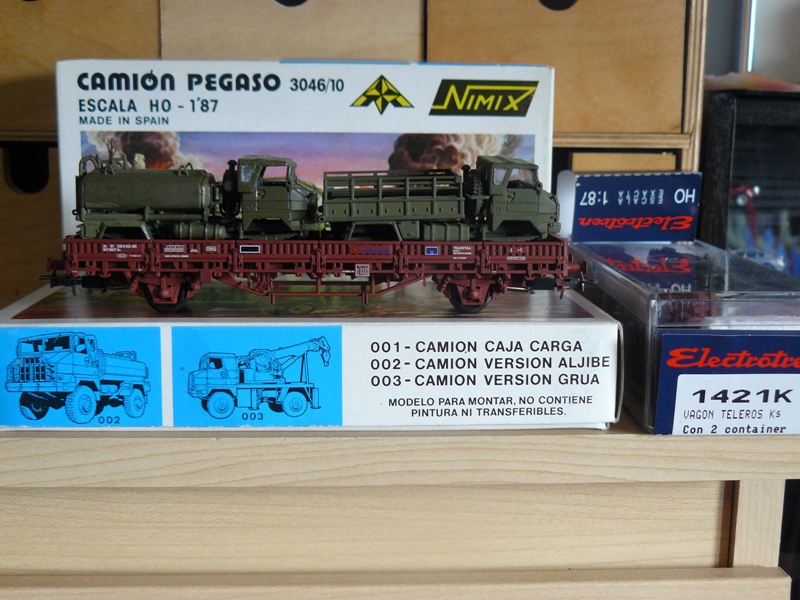 CAMIÓN PEGASO 3046/10
ESCALA HO - 1'87
MADE IN SPAIN
NIMIX
Electrotren
HO ESCALA 1:87
002
003
001 - CAMION CAJA CARGA
002 - CAMION VERSION ALJIBE
003 - CAMION VERSION GRUA
MODELO PARA MONTAR, NO CONTIENE
PINTURA NI TRANSFERIBLES.
Electrotre
1421K
VAGON TELEROS Ks
Con 2 container